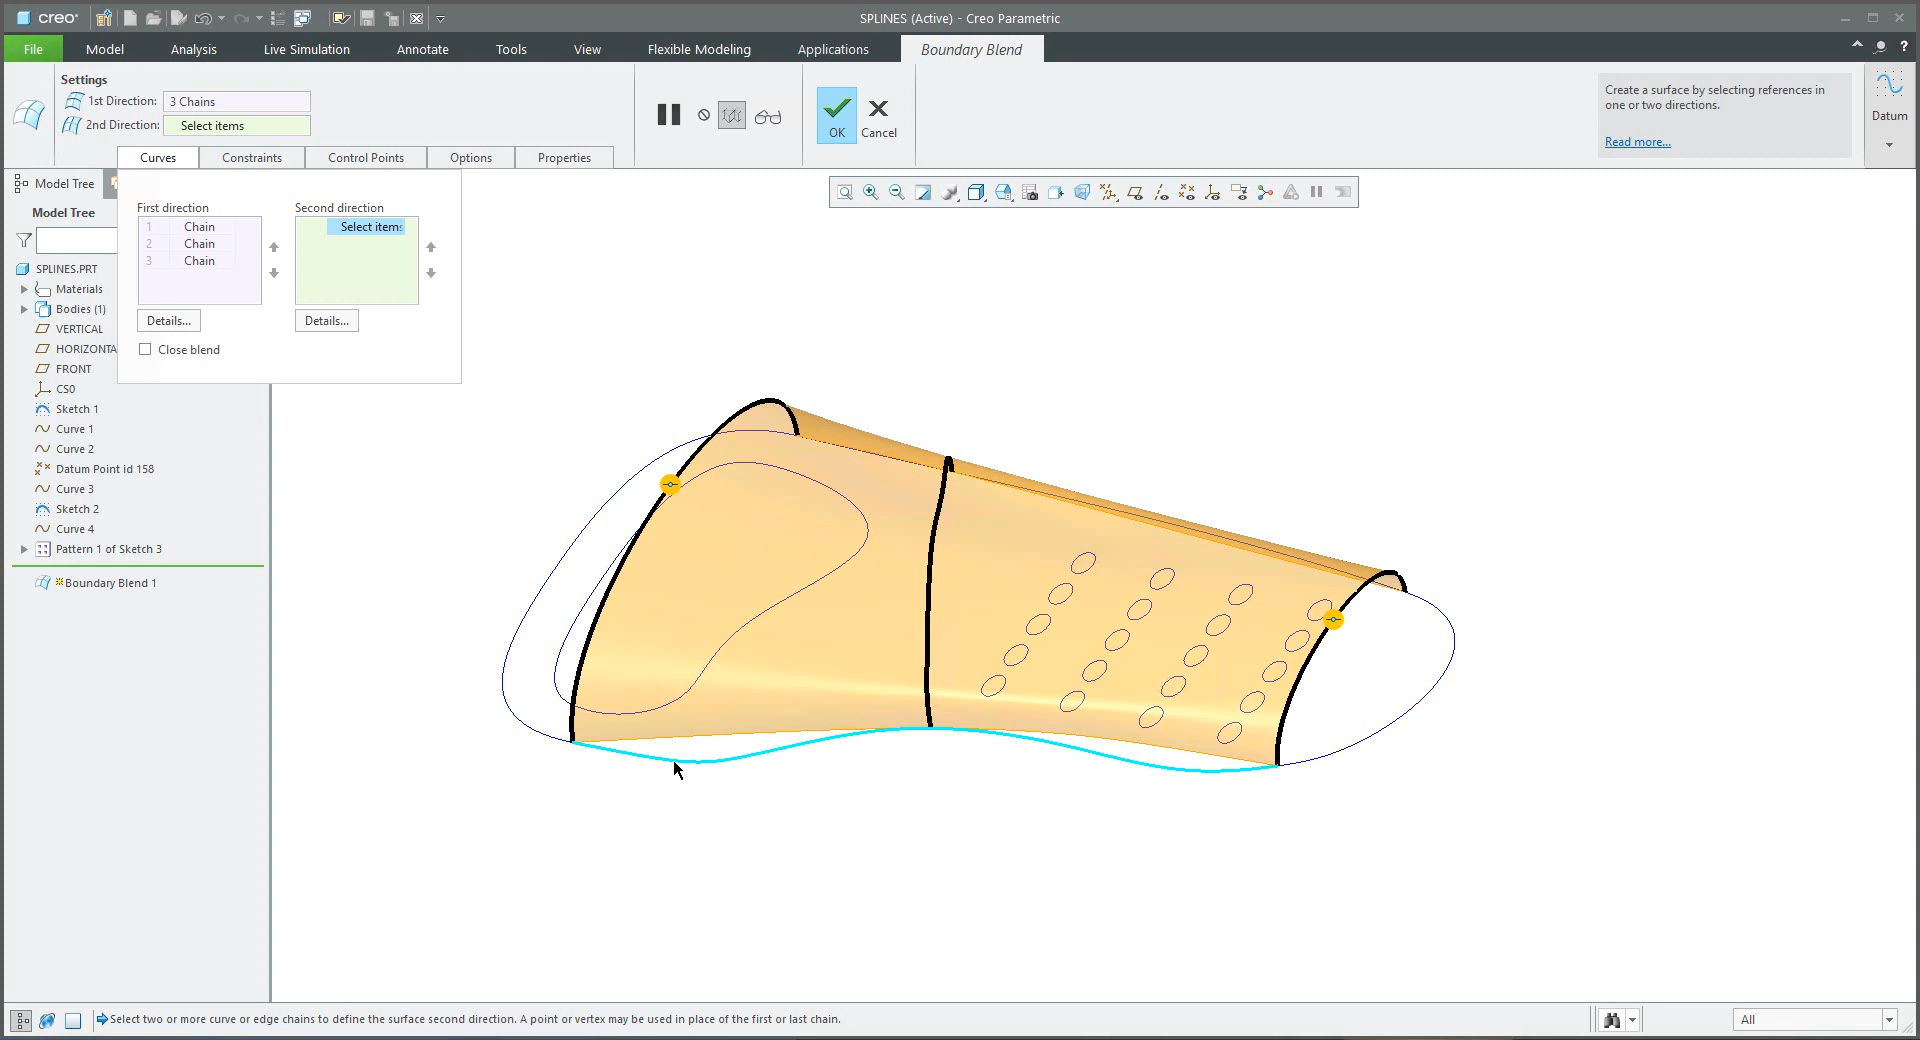 creo
SPLINES (Active) - Creo Parametric
File
Model
Analysis
Live Simulation
Annotate
Tools
View
Flexible Modeling
Applications
Boundary Blend
?
Settings
1st Direction:
3 Chains
2nd Direction:
Select items
OK
Cancel
Create a surface by selecting references in
one or two directions.
Read more...
Datum
Curves
Constraints
Control Points
Options
Properties
Model Tree
Model Tree
First direction
Second direction
1 Chain
2 Chain
3 Chain
Select items
Details...
Details...
Close blend
SPLINES.PRT
Materials
Bodies (1)
VERTICAL
HORIZONTA
FRONT
CS0
Sketch 1
Curve 1
Curve 2
Datum Point id 158
Curve 3
Sketch 2
Curve 4
Pattern 1 of Sketch 3
Boundary Blend 1
Select two or more curve or edge chains to define the surface second direction. A point or vertex may be used in place of the first or last chain.
All